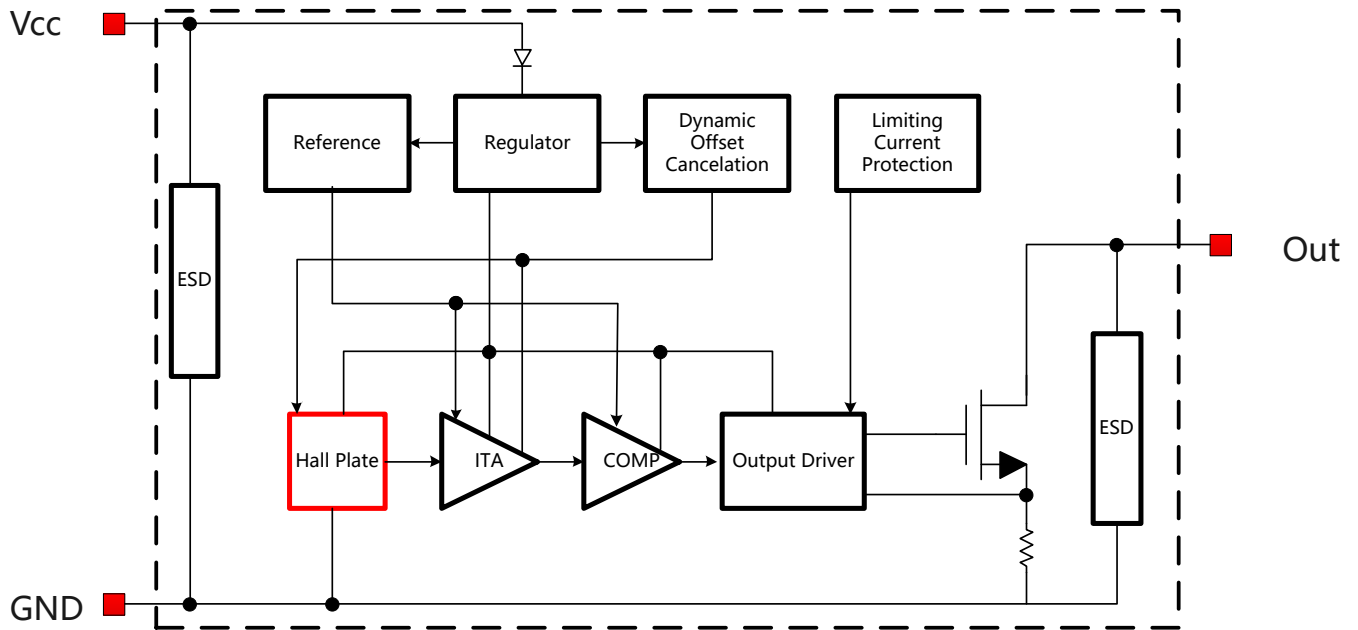 Vcc
Reference
Regulator
Dynamic
Offset
Cancelation
Limiting
Current
Protection
ESD
Out
Hall Plate
ITA
COMP
Output Driver
ESD
GND